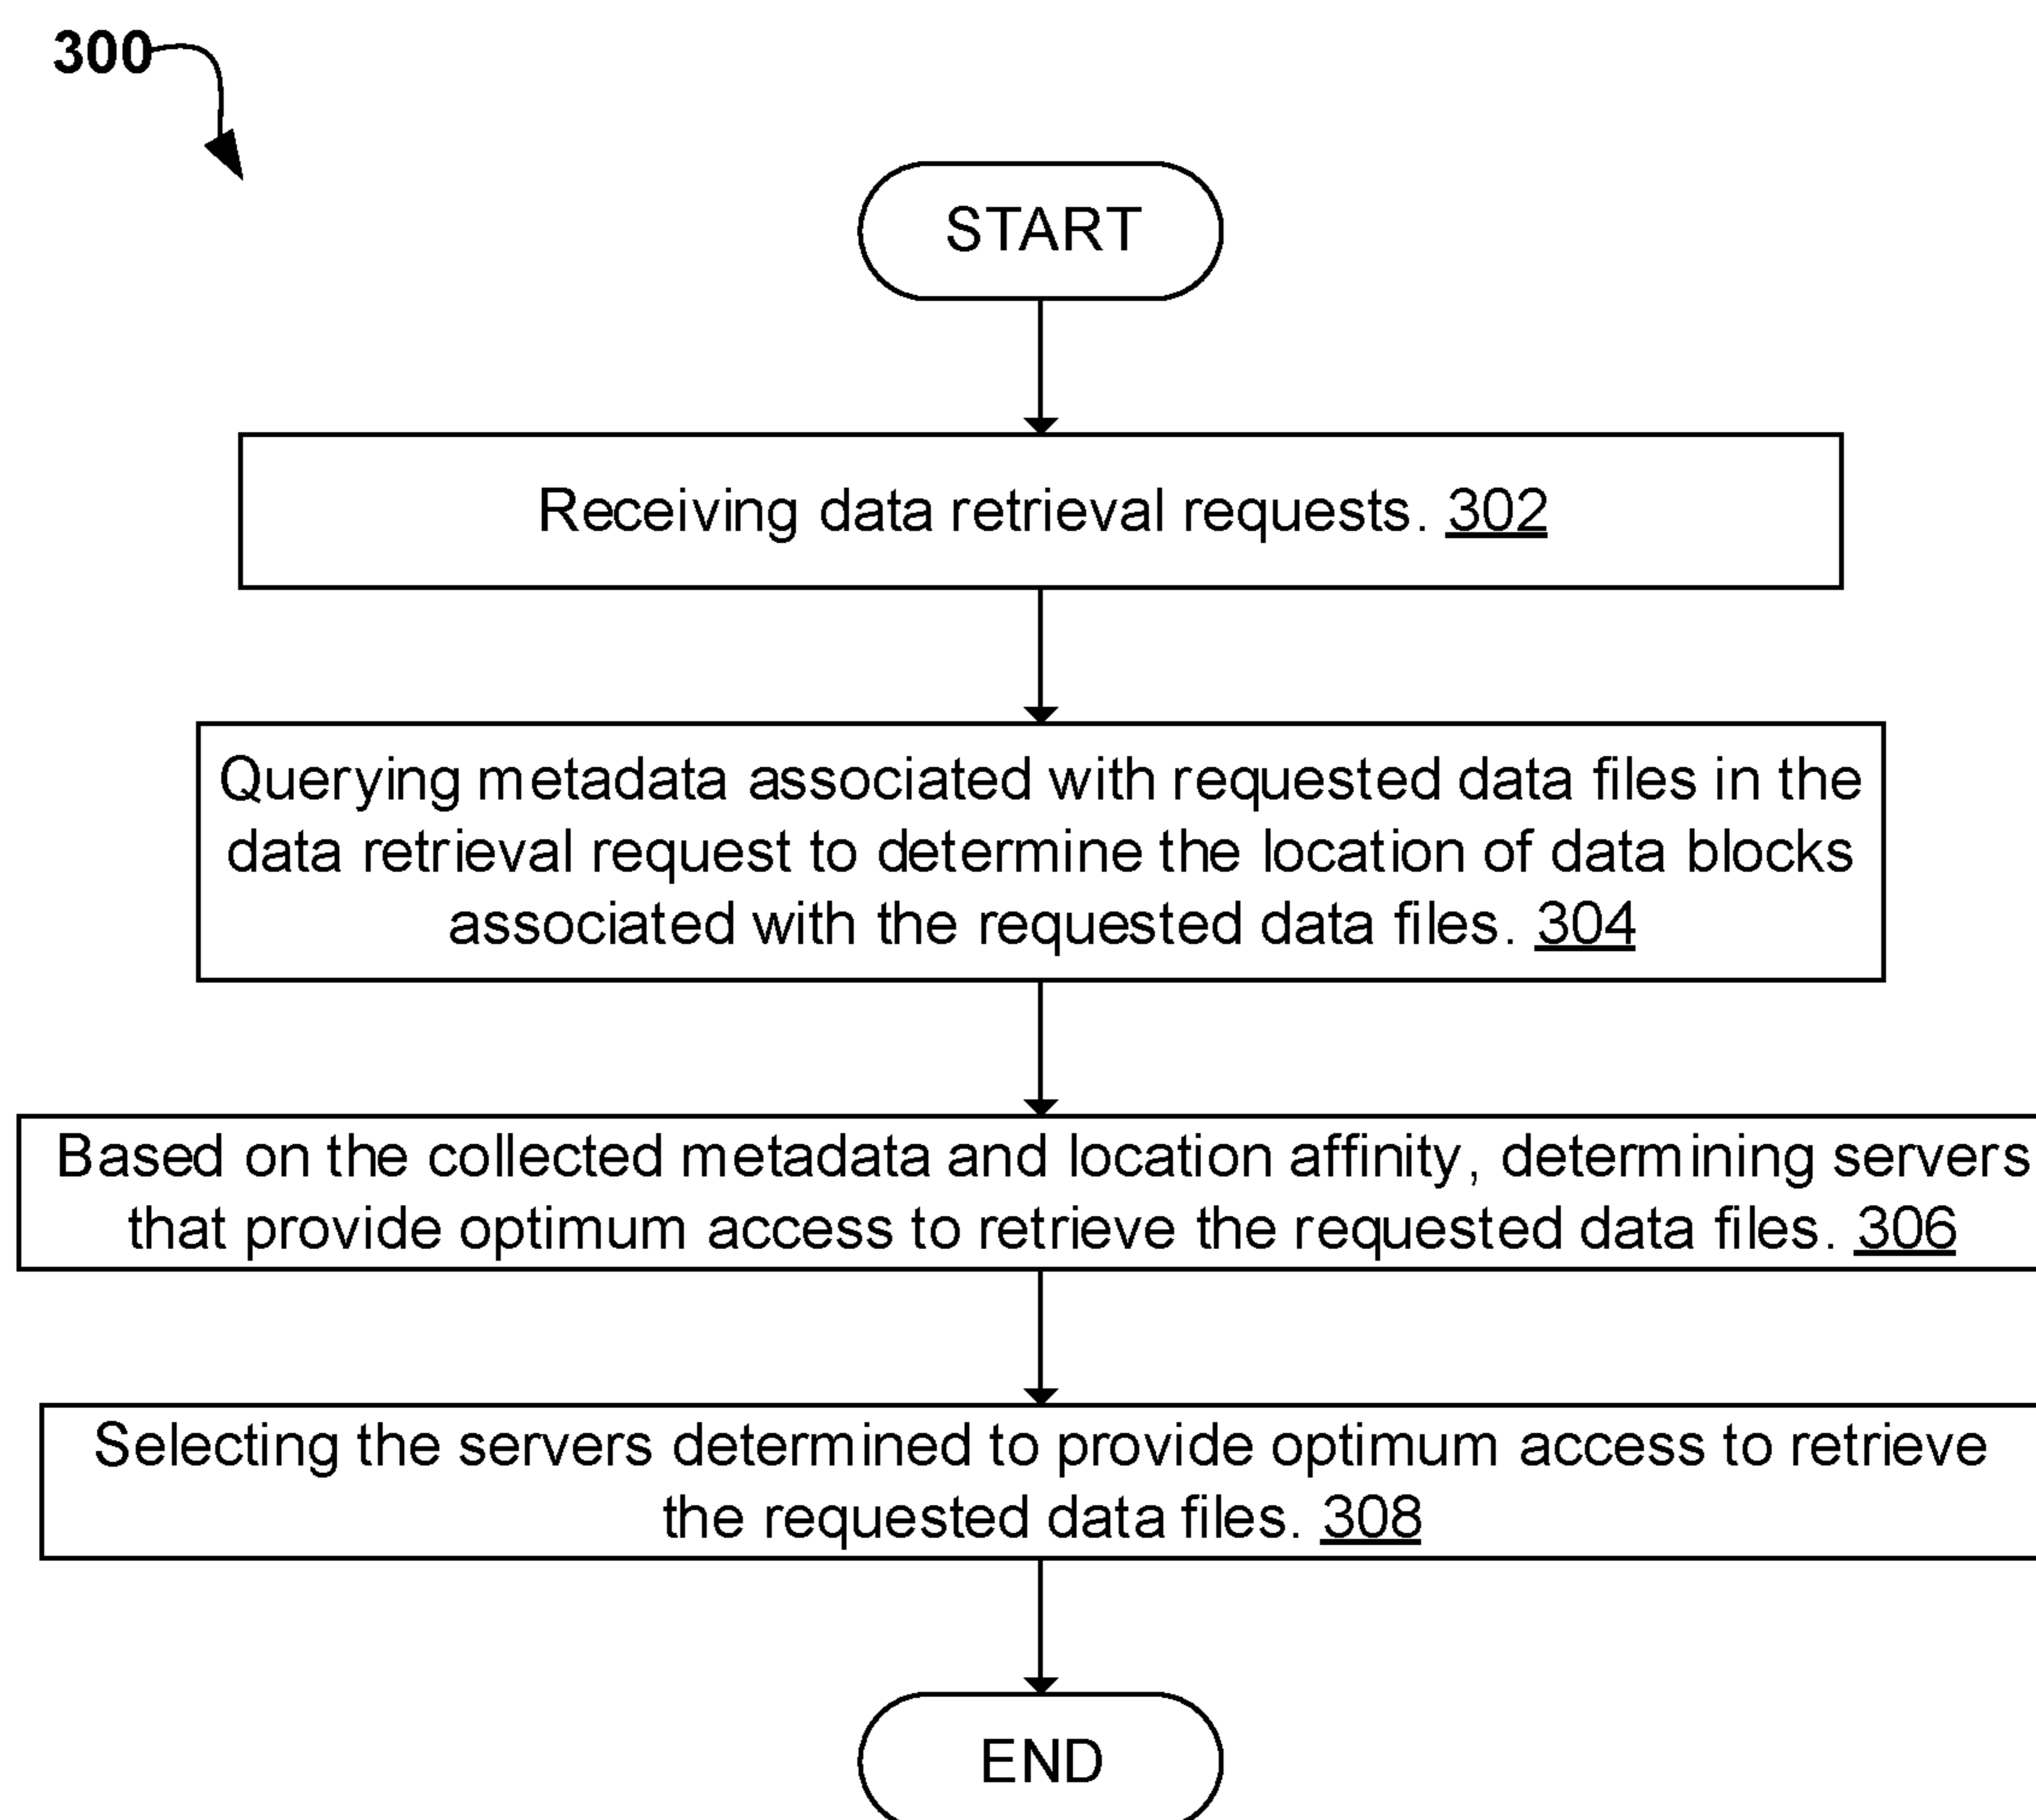 300
START
Receiving data retrieval requests. 302
Querying metadata associated with requested data files in the
data retrieval request to determine the location of data blocks
associated with the requested data files. 304
Based on the collected metadata and location affinity, determining servers
that provide optimum access to retrieve the requested data files. 306
Selecting the servers determined to provide optimum access to retrieve
the requested data files. 308
END